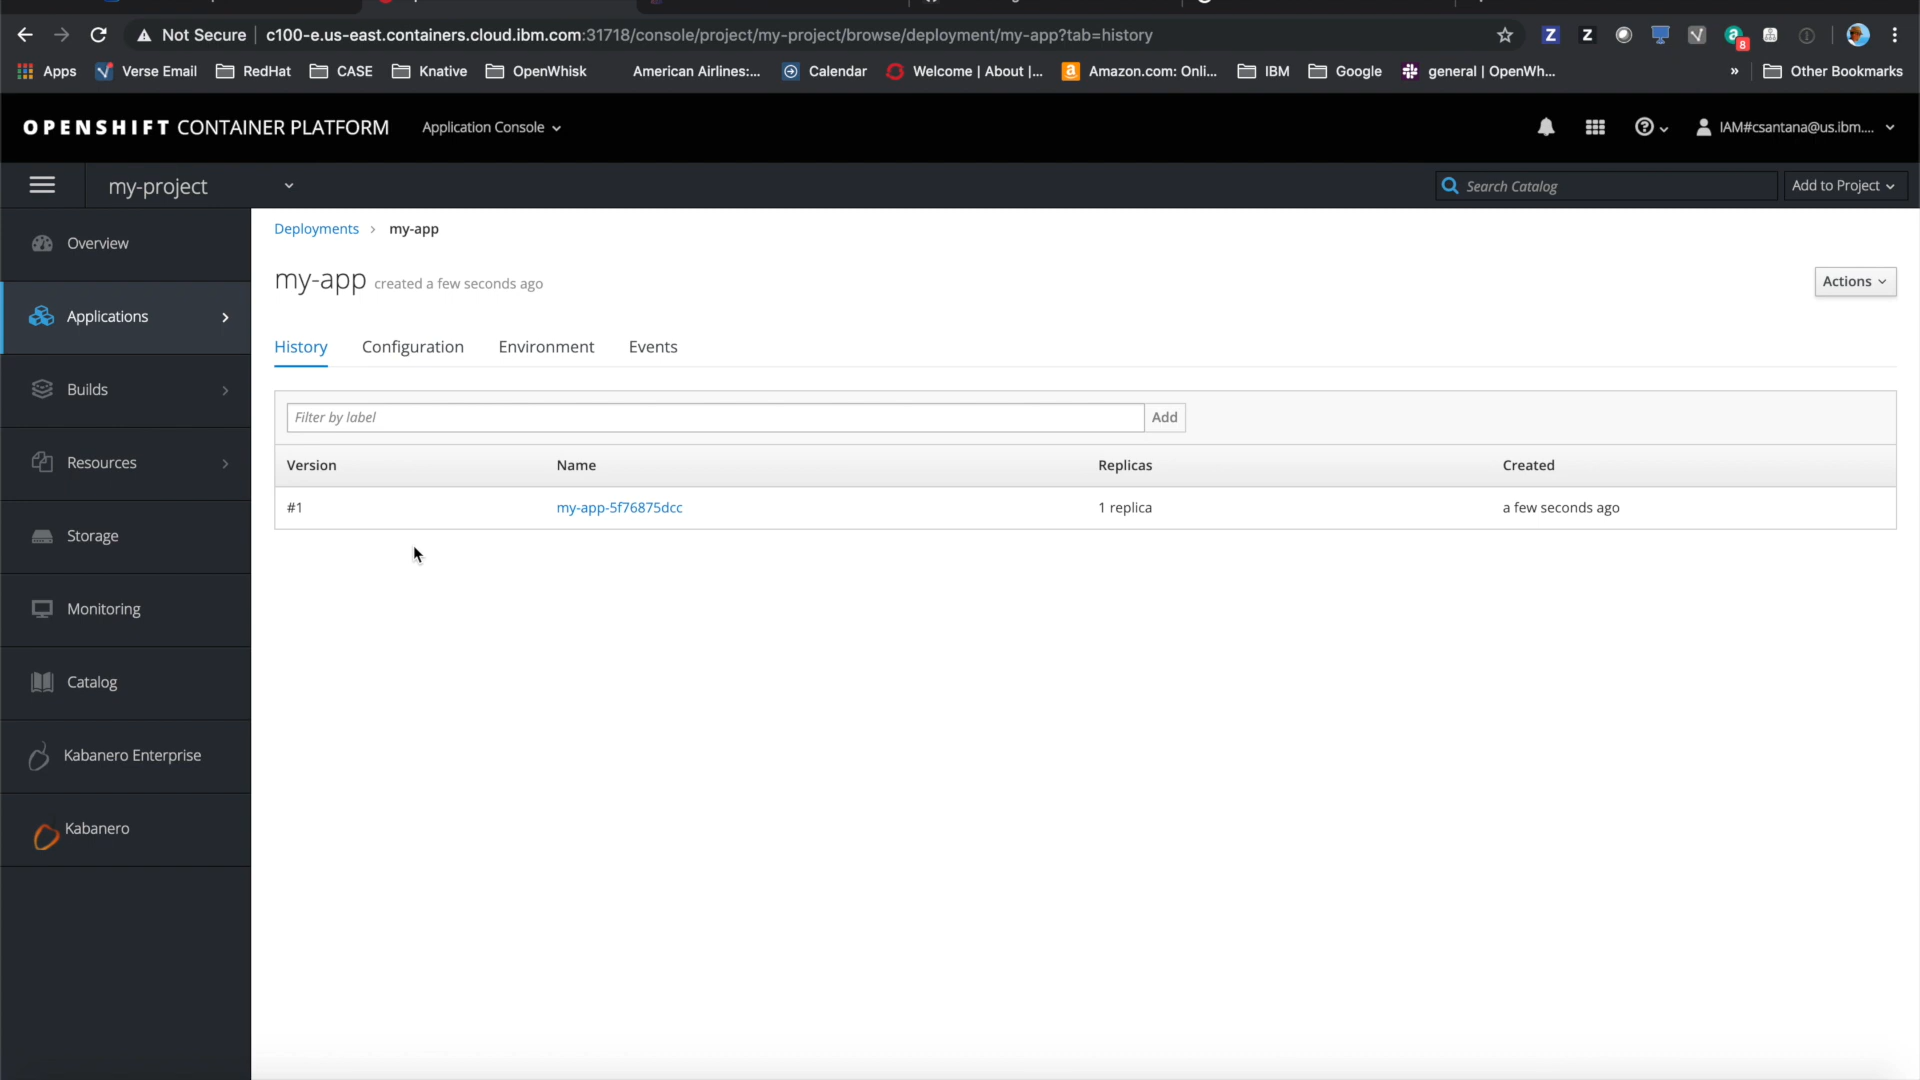 Not Secure c100-e.us-east.containers.cloud.ibm.com:31718/console/project/my-project/browse/deployment/my-app?tab=history
Z Z 8
Apps Verse Email RedHat CASE Knative OpenWhisk American Airlines:... Calendar Welcome | About |... Amazon.com: Onli... IBM Google general | OpenWh... » Other Bookmarks
OPENSHIFT CONTAINER PLATFORM Application Console IAM#csantana@us.ibm....
my-project Search Catalog Add to Project
Overview
Applications
Builds
Resources
Storage
Monitoring
Catalog
Kabanero Enterprise
Kabanero
Deployments > my-app
my-app created a few seconds ago Actions
History Configuration Environment Events
Filter by label Add
Version Name Replicas Created
#1 my-app-5f76875dcc 1 replica a few seconds ago